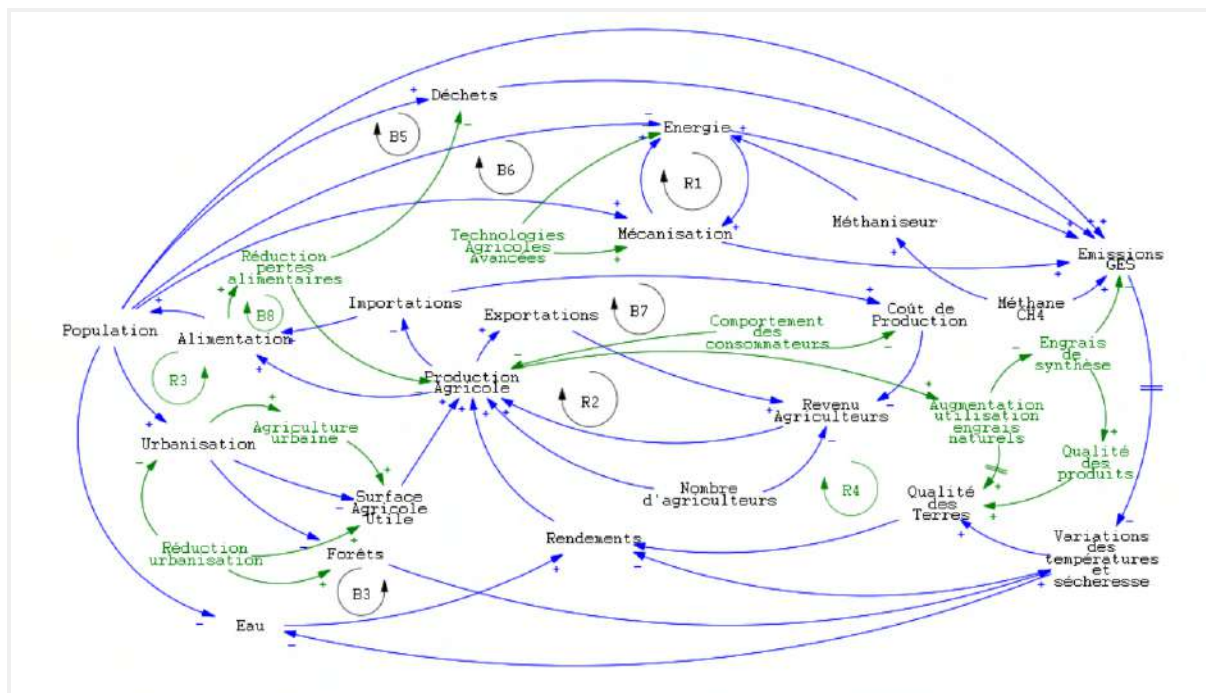 Déchets
B5
Energie
B6
R1
Méthaniseur
Technologies
Agricoles
Avancées
Mécanisation
Emissions
GES
Réduction
pertes
alimentaires
Méthane
CH4
Importations
Exportations
B7
Coût de
Production
B8
Population
Alimentation
Comportement
des
consommateurs
Engrais
de
synthèse
R3
Production
Agricole
R2
Revenu
Agriculteurs
Augmentation
utilisation
engrais
naturels
Agriculture
urbaine
Urbanisation
Qualité
des
produits
R4
Nombre
d'agriculteurs
Surface
Agricole
Utile
Qualité
des
Terres
Réduction
urbanisation
Forêts
Rendements
Variations
des
températures
et
sécheresse
B3
Eau